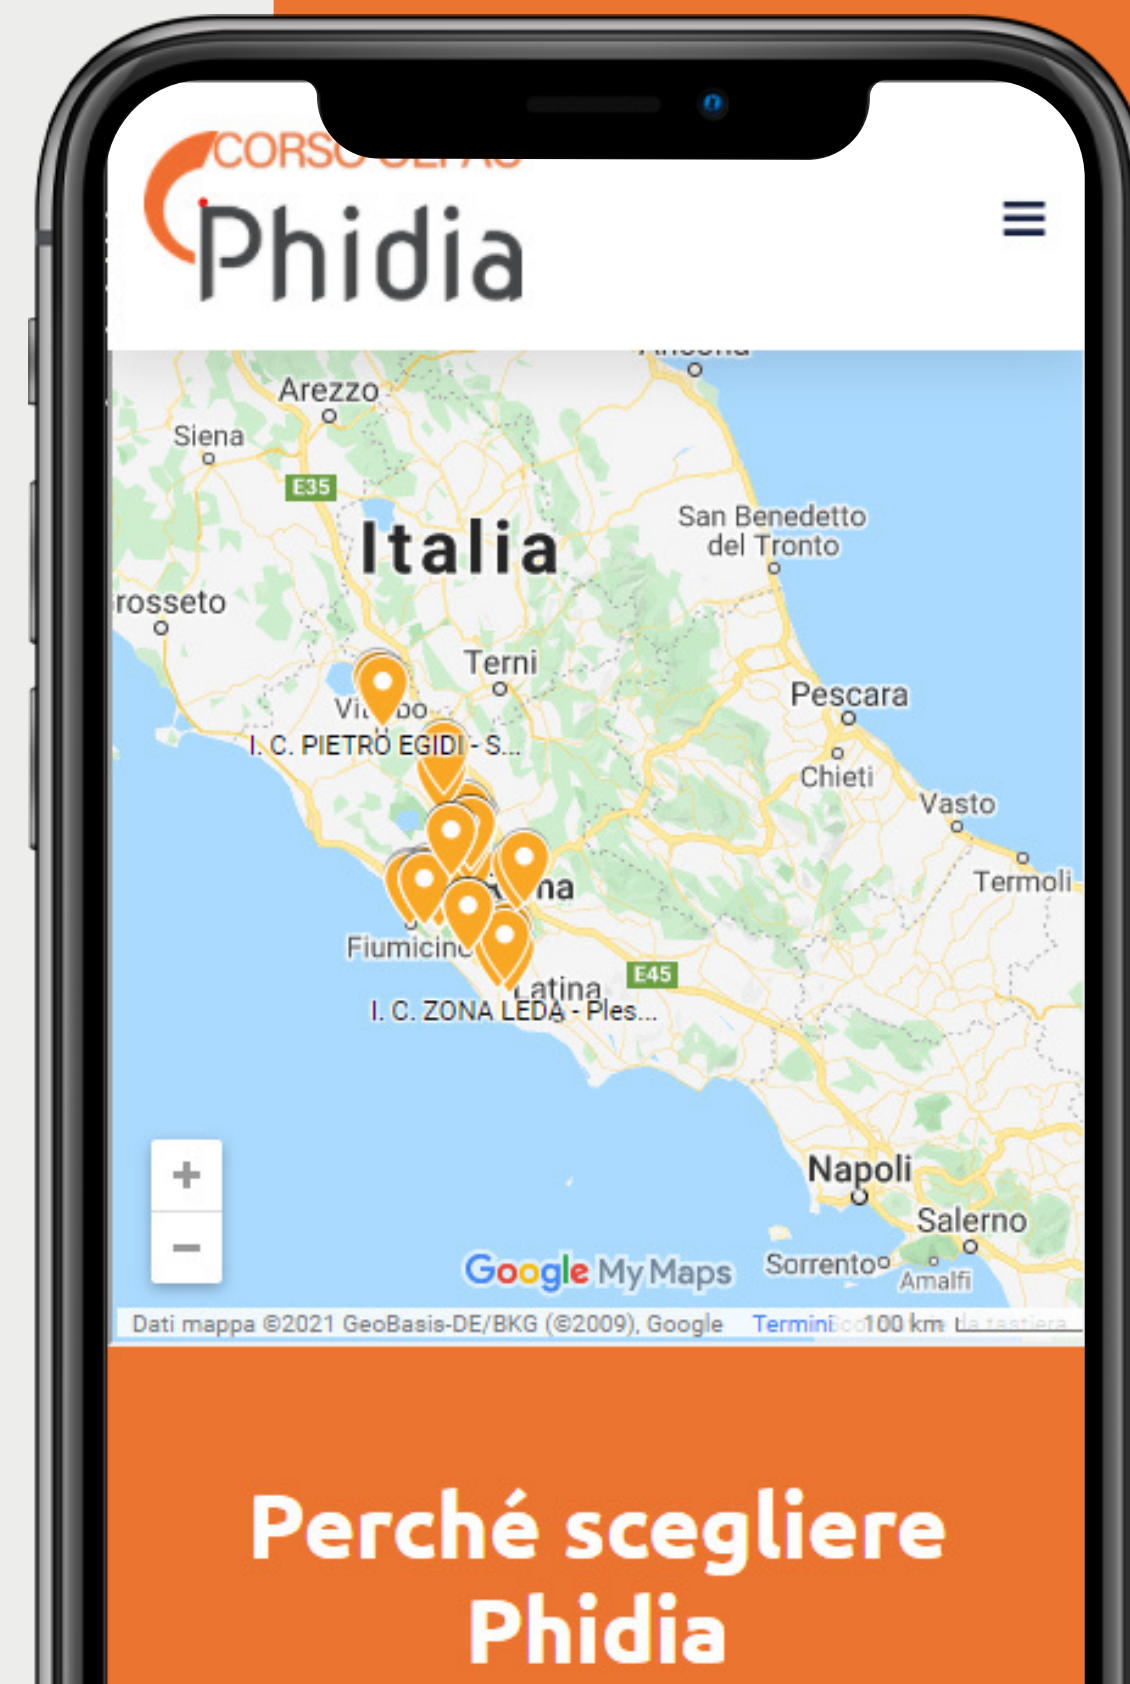 CORSO
Phidia
Arezzo
Siena
E35
Italia
San Benedetto
del Tronto
Terni
Pescara
I. C. PIETRO EGIDI - S...
Chieti
Vasto
Termoli
Fiumicino
E45
Latina
I. C. ZONA LEDA - Ples...
Napoli
Salerno
Sorrento
Amalfi
Google My Maps
Dati mappa ©2021 GeoBasis-DE/BKG (©2009), Google Termini 100 km
Perché scegliere
Phidia